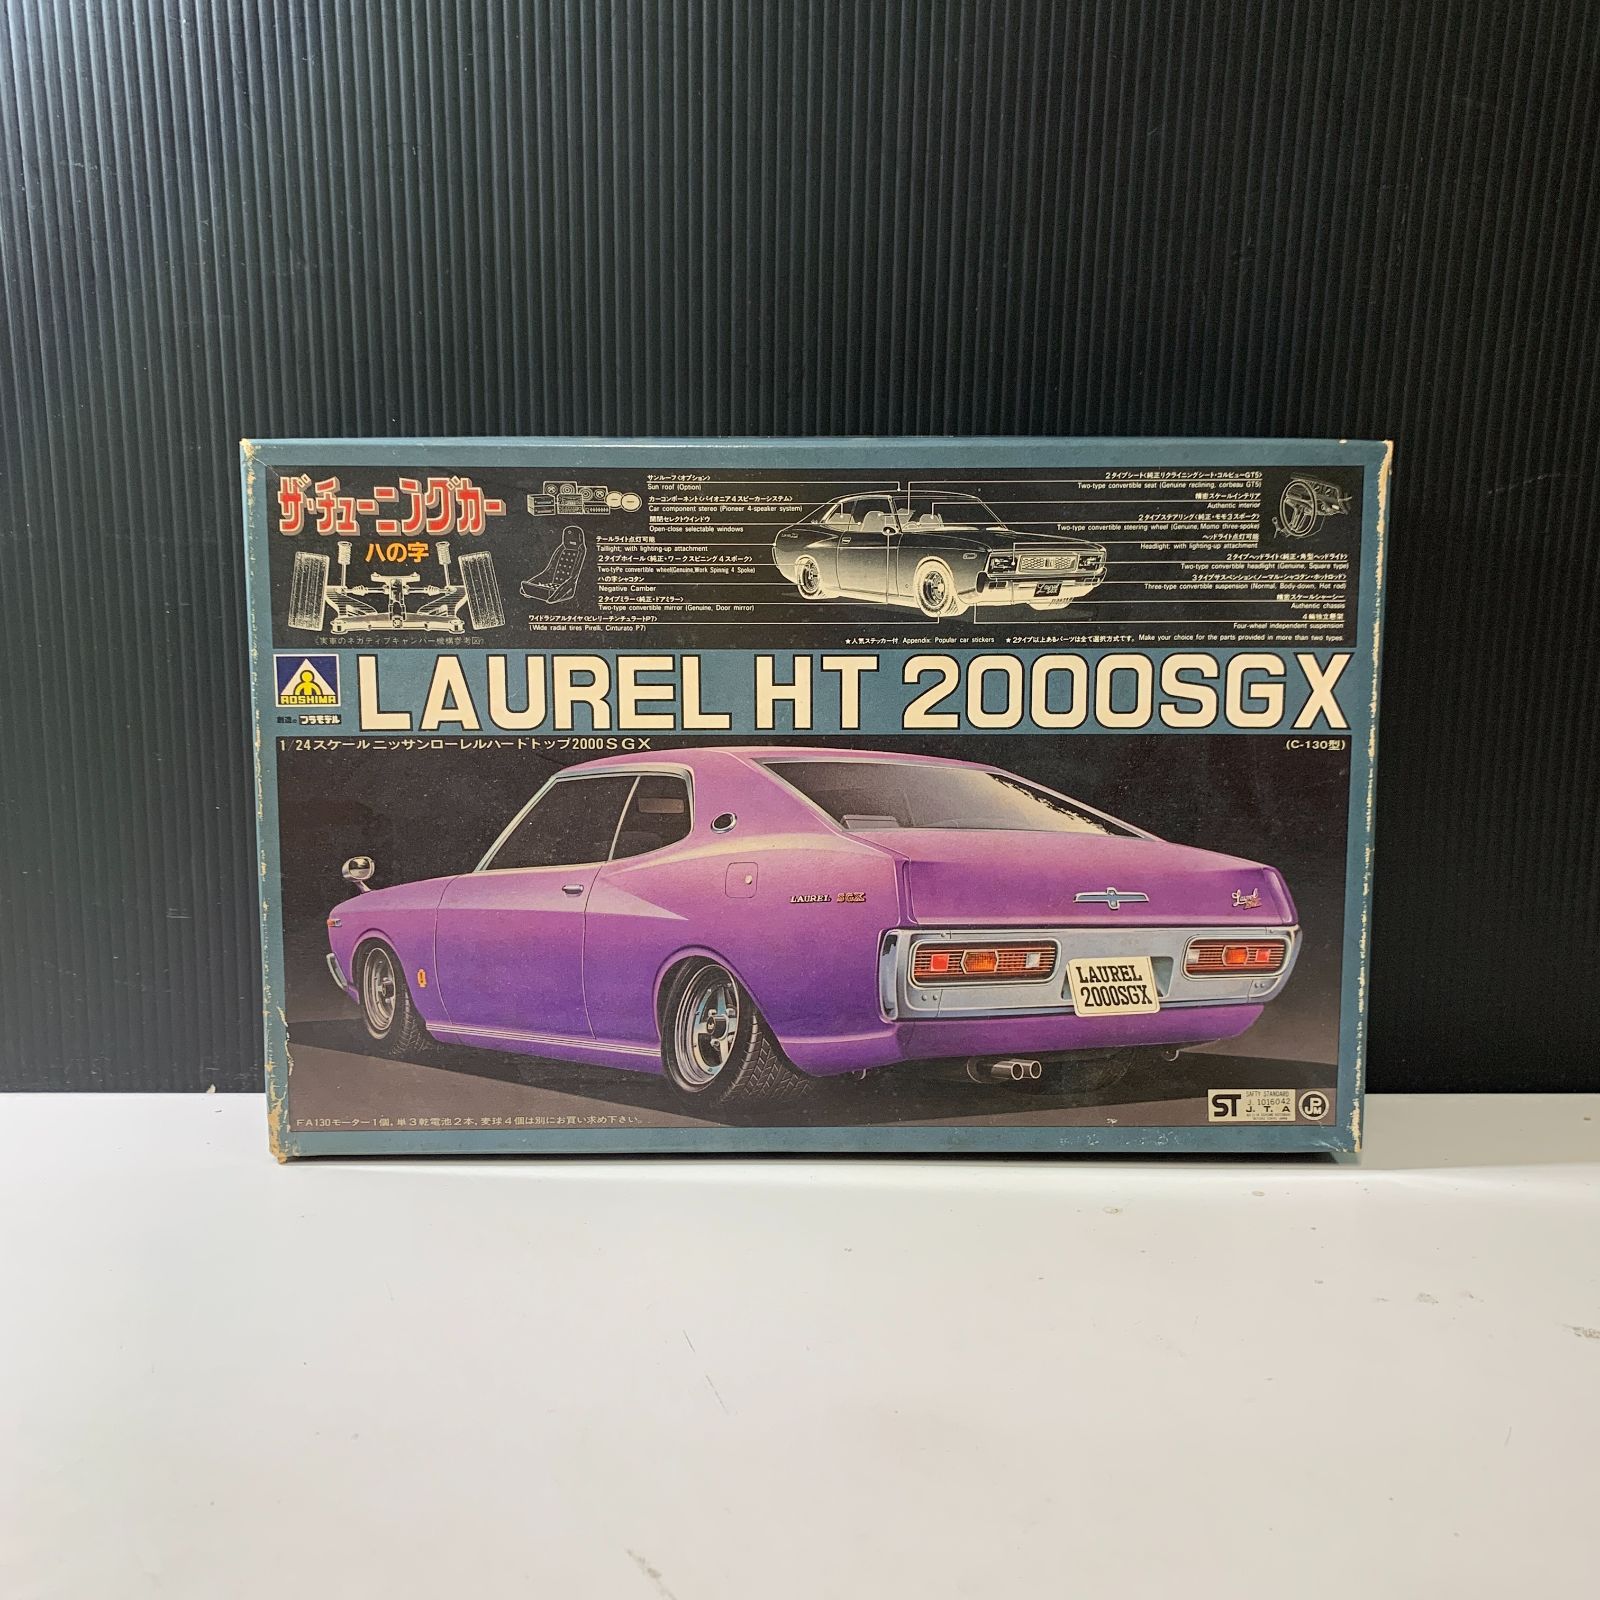 ザ・チューニングカー
ハの字
《実車のネガティブキャンバー機構参考図》
サンルーフ〈オプション〉
Sun roof (Option)
カーコンポーネント〈パイオニア4スピーカーシステム〉
Car component stereo (Pioneer 4-speaker system)
開閉セレクトウインドウ
Open-close selectable windows
テールライト点灯可能
Taillight; with lighting-up attachment
2タイプホイール〈純正・ワークスピニング4スポーク〉
Two-tyPe convertible wheel(Genuine,Work Spinnig 4 Spoke)
ハの字シャコタン
Negative Camber
2タイプミラー〈純正・ドアミラー〉
Two-type convertible mirror (Genuine, Door mirror)
ワイドラジアルタイヤ〈ピレリーチンチュラートP7〉
(Wide radial tires Pirelli, Cinturato P7)
2タイプシート〈純正リクライニングシート・コルビューGT5〉
Two-type convertible seat (Genuine reclining, corbeau GT5)
精密スケールインテリア
Authentic interior
2タイプステアリング〈純正・モモ3スポーク〉
Two-type convertible steering wheel (Genuine, Momo three-spoke)
ヘッドライト点灯可能
Headlight; with lighting-up attachment
2タイプヘッドライト〈純正・角型ヘッドライト〉
Two-type convertible headlight (Genuine, Square type)
3タイプサスペンション〈ノーマル・シャコタン・ホットロッド〉
Three-type convertible suspension (Normal, Body-down, Hot rad)
精密スケールシャーシー
Authentic chassis
4輪独立懸架
Four-wheel independent suspension
★人気ステッカー付 Appendix: Popular car stickers ★2タイプ以上あるパーツは全て選択方式です。Make your choice for the parts provided in more than two types.
AOSHIMA
創造のプラモデル
LAUREL HT 2000SGX
1/24スケール ニッサンローレルハードトップ2000SGX (C-130型)
LAUREL SGX
Laurel
LAUREL
2000SGX
FA130モーター1個，単3乾電池2本，麦球4個は別にお買い求め下さい。
ST
SAFTY STANDARD
J. 1016042
J. T. A
PJM